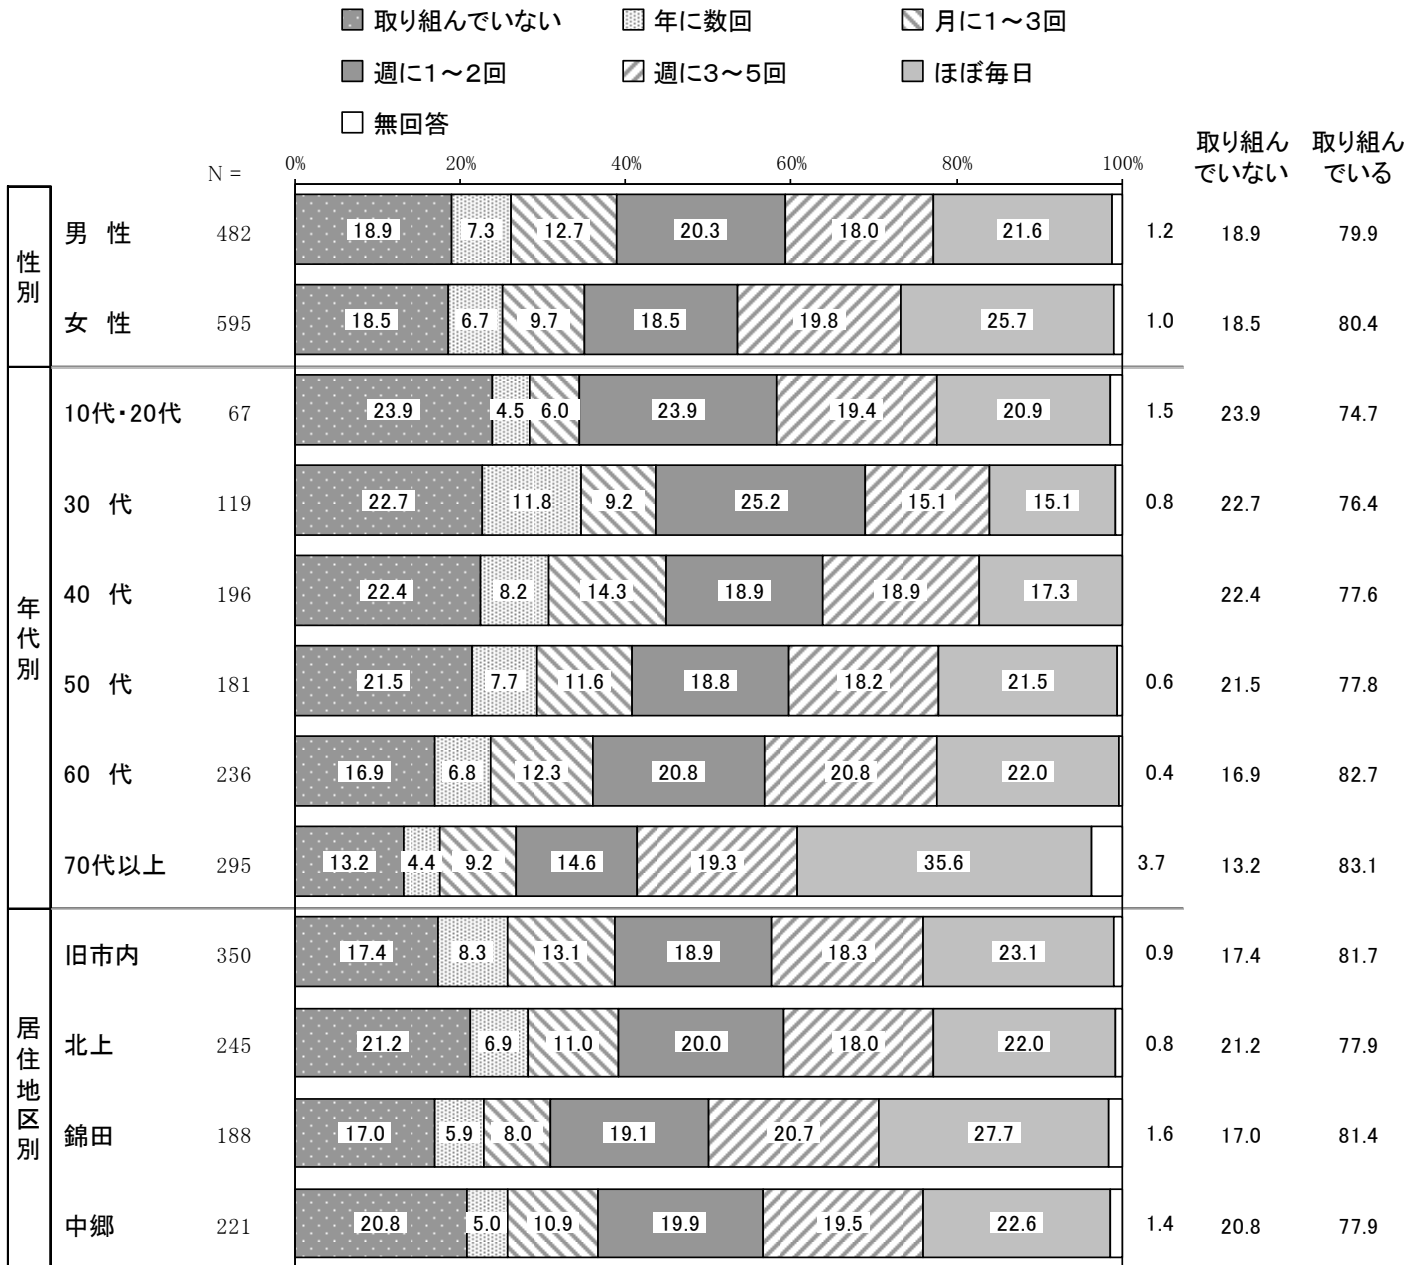 取り組んでいない 年に数回 月に1～3回
週に1～2回 週に3～5回 ほぼ毎日
無回答
取り組んでいない 取り組んでいる
N = 0% 20% 40% 60% 80% 100%
性別
男 性 482 18.9 7.3 12.7 20.3 18.0 21.6 1.2 18.9 79.9
女 性 595 18.5 6.7 9.7 18.5 19.8 25.7 1.0 18.5 80.4
年代別
10代・20代 67 23.9 4.5 6.0 23.9 19.4 20.9 1.5 23.9 74.7
30 代 119 22.7 11.8 9.2 25.2 15.1 15.1 0.8 22.7 76.4
40 代 196 22.4 8.2 14.3 18.9 18.9 17.3 22.4 77.6
50 代 181 21.5 7.7 11.6 18.8 18.2 21.5 0.6 21.5 77.8
60 代 236 16.9 6.8 12.3 20.8 20.8 22.0 0.4 16.9 82.7
70代以上 295 13.2 4.4 9.2 14.6 19.3 35.6 3.7 13.2 83.1
居住地区別
旧市内 350 17.4 8.3 13.1 18.9 18.3 23.1 0.9 17.4 81.7
北上 245 21.2 6.9 11.0 20.0 18.0 22.0 0.8 21.2 77.9
錦田 188 17.0 5.9 8.0 19.1 20.7 27.7 1.6 17.0 81.4
中郷 221 20.8 5.0 10.9 19.9 19.5 22.6 1.4 20.8 77.9